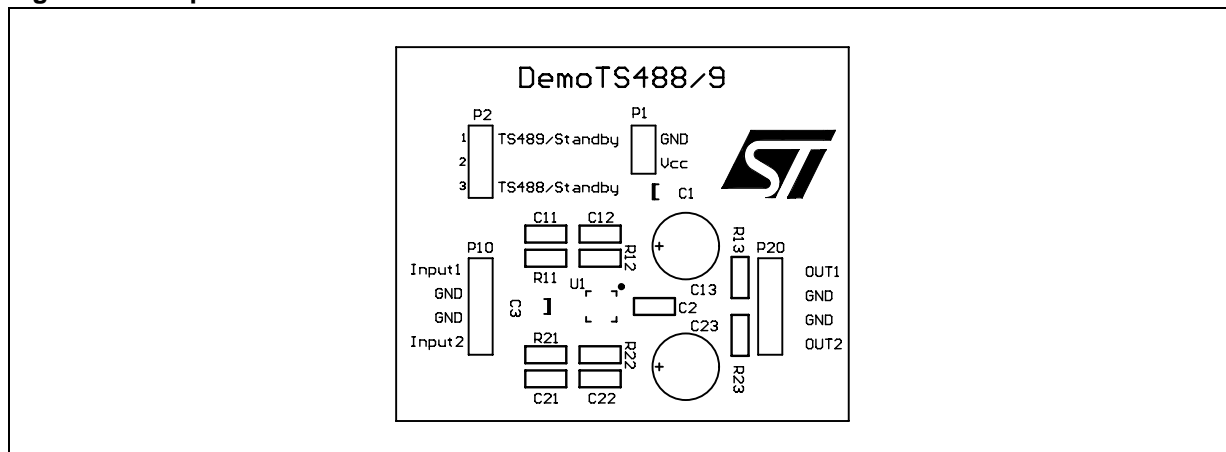 DemoTS488/9
P2
P1
1
TS489/Standby
GND
2
Vcc
3
TS488/Standby
C1
ST
C11
C12
R13
P10
P20
R12
Input1
OUT1
R11
U1
C13
GND
GND
C3
C2
GND
C23
GND
R21
Input2
OUT2
R22
C21
C22
R23